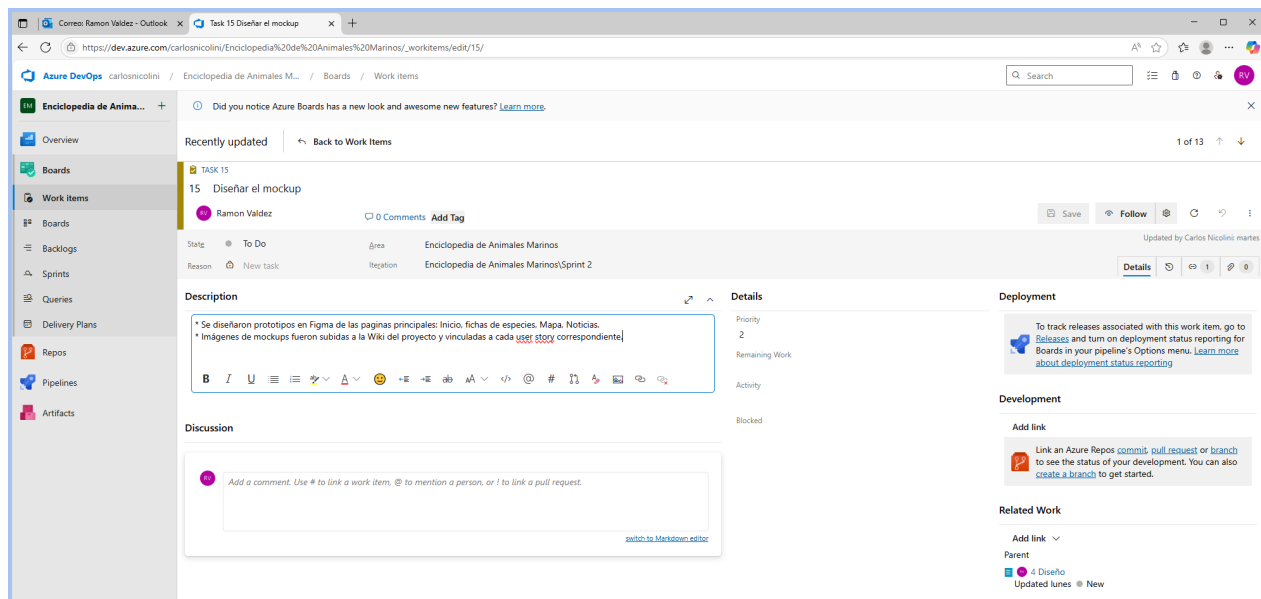 Correo: Ramon Valdez - Outlook
Task 15 Diseñar el mockup
https://dev.azure.com/carlosnicolini/Enciclopedia%20de%20Animales%20Marinos/_workitems/edit/15/
Azure DevOps carlosnicolini / Enciclopedia de Animales M... / Boards / Work items
Search
RV
EM Enciclopedia de Anima... +
Did you notice Azure Boards has a new look and awesome new features? Learn more.
Overview
Boards
Work items
Boards
Backlogs
Sprints
Queries
Delivery Plans
Repos
Pipelines
Artifacts
Recently updated
Back to Work Items
1 of 13
TASK 15
15 Diseñar el mockup
RV Ramon Valdez
0 Comments Add Tag
Save
Follow
State To Do
Area Enciclopedia de Animales Marinos
Updated by Carlos Nicolini: martes
Reason New task
Iteration Enciclopedia de Animales Marinos\Sprint 2
Details 1 0
Description
* Se diseñaron prototipos en Figma de las paginas principales: Inicio, fichas de especies, Mapa, Noticias.
* Imágenes de mockups fueron subidas a la Wiki del proyecto y vinculadas a cada user story correspondiente.
Discussion
RV
Add a comment. Use # to link a work item, @ to mention a person, or ! to link a pull request.
switch to Markdown editor
Details
Priority
2
Remaining Work
Activity
Blocked
Deployment
To track releases associated with this work item, go to
Releases and turn on deployment status reporting for
Boards in your pipeline's Options menu. Learn more
about deployment status reporting
Development
Add link
Link an Azure Repos commit, pull request or branch
to see the status of your development. You can also
create a branch to get started.
Related Work
Add link
Parent
4 Diseño
Updated lunes New